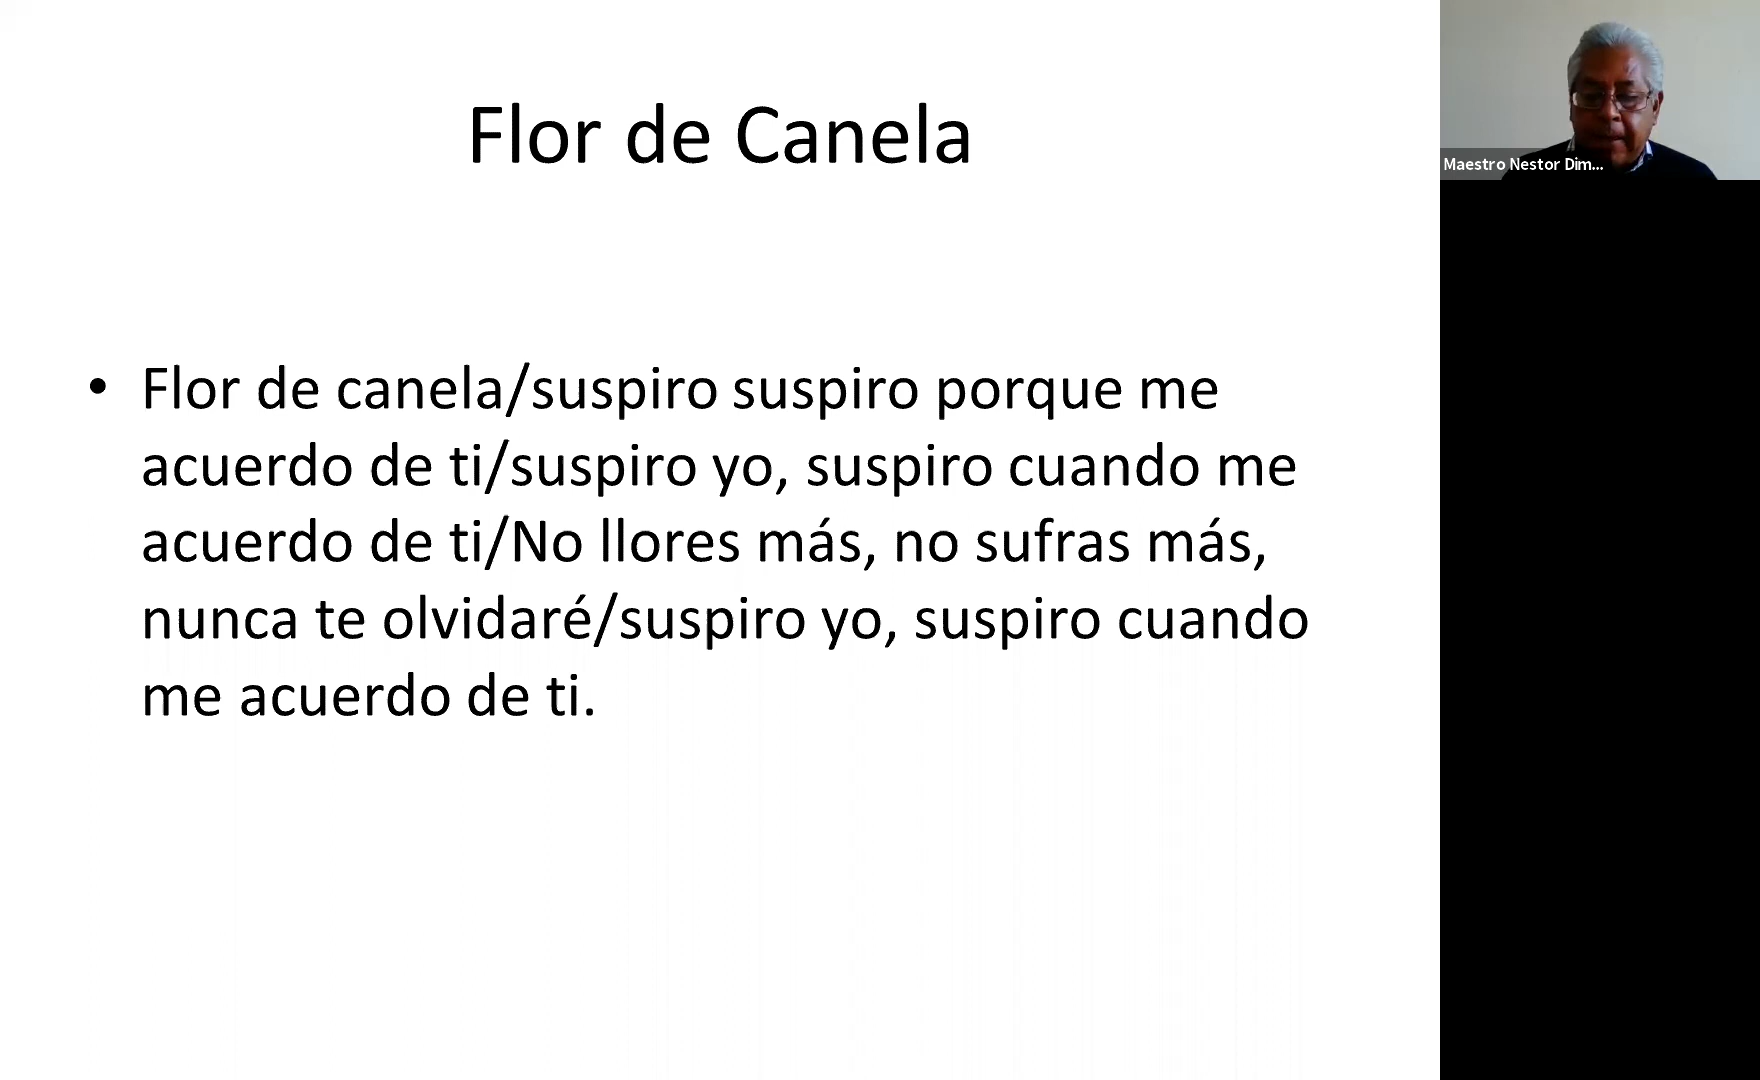 Flor de Canela
Maestro Nestor Dim...
• Flor de canela/suspiro suspiro porque me
acuerdo de ti/suspiro yo, suspiro cuando me
acuerdo de ti/No llores más, no sufras más,
nunca te olvidaré/suspiro yo, suspiro cuando
me acuerdo de ti.